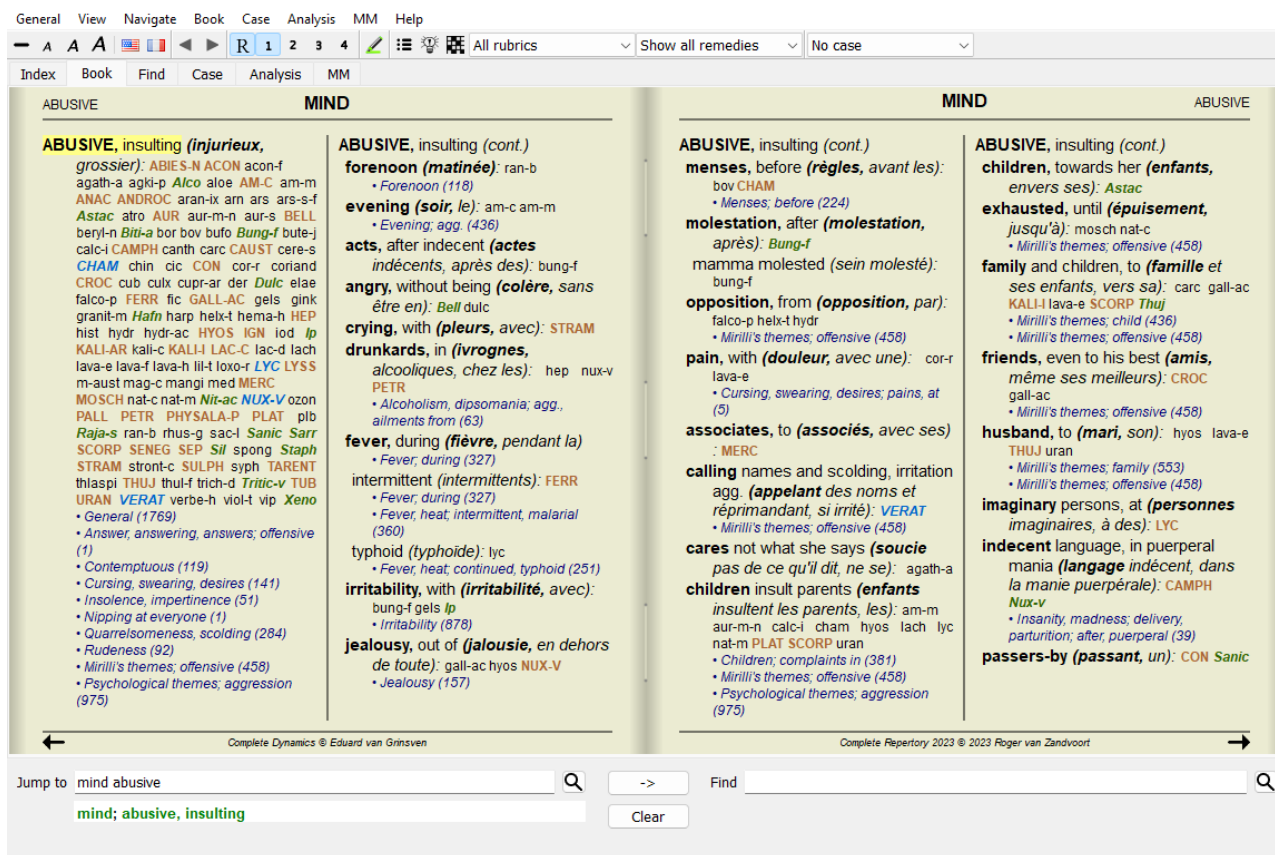 General View Navigate Book Case Analysis MM Help
A A A R 1 2 3 4 All rubrics Show all remedies No case
Index Book Find Case Analysis MM
ABUSIVE MIND
ABUSIVE, insulting (injurieux,
grossier): ABIES-N ACON acon-f
agath-a agki-p Alco aloe AM-C am-m
ANAC ANDROC aran-ix arn ars ars-s-f
Astac atro AUR aur-m-n aur-s BELL
beryl-n Biti-a bor bov bufo Bung-f bute-j
calc-i CAMPH canth carc CAUST cere-s
CHAM chin cic CON cor-r coriand
CROC cub culx cupr-ar der Dulc elae
falco-p FERR fic GALL-AC gels gink
granit-m Hafn harp helx-t hema-h HEP
hist hydr hydr-ac HYOS IGN iod Ip
KALI-AR kali-c KALI-I LAC-C lac-d lach
lava-e lava-f lava-h lil-t loxo-r LYC LYSS
m-aust mag-c mangi med MERC
MOSCH nat-c nat-m Nit-ac NUX-V ozon
PALL PETR PHYSALA-P PLAT plb
Raja-s ran-b rhus-g sac-l Sanic Sarr
SCORP SENEG SEP Sil spong Staph
STRAM stront-c SULPH syph TARENT
thlaspi THUJ thul-f trich-d Tritic-v TUB
URAN VERAT verbe-h viol-t vip Xeno
• General (1769)
• Answer, answering, answers; offensive
(1)
• Contemptuous (119)
• Cursing, swearing, desires (141)
• Insolence, impertinence (51)
• Nipping at everyone (1)
• Quarrelsomeness, scolding (284)
• Rudeness (92)
• Mirilli's themes; offensive (458)
• Psychological themes; aggression
(975)
ABUSIVE, insulting (cont.)
forenoon (matinée): ran-b
• Forenoon (118)
evening (soir, le): am-c am-m
• Evening; agg. (436)
acts, after indecent (actes
indécents, après des): bung-f
angry, without being (colère, sans
être en): Bell dulc
crying, with (pleurs, avec): STRAM
drunkards, in (ivrognes,
alcooliques, chez les): hep nux-v
PETR
• Alcoholism, dipsomania; agg.,
ailments from (63)
fever, during (fièvre, pendant la)
• Fever; during (327)
intermittent (intermittents): FERR
• Fever; during (327)
• Fever, heat; intermittent, malarial
(360)
typhoid (typhoïde): lyc
• Fever, heat; continued, typhoid (251)
irritability, with (irritabilité, avec):
bung-f gels Ip
• Irritability (878)
jealousy, out of (jalousie, en dehors
de toute): gall-ac hyos NUX-V
• Jealousy (157)
Complete Dynamics © Eduard van Grinsven
MIND ABUSIVE
ABUSIVE, insulting (cont.)
menses, before (règles, avant les):
bov CHAM
• Menses; before (224)
molestation, after (molestation,
après): Bung-f
mamma molested (sein molesté):
bung-f
opposition, from (opposition, par):
falco-p helx-t hydr
• Mirilli's themes; offensive (458)
pain, with (douleur, avec une): cor-r
lava-e
• Cursing, swearing, desires; pains, at
(5)
associates, to (associés, avec ses)
: MERC
calling names and scolding, irritation
agg. (appelant des noms et
réprimandant, si irrité): VERAT
• Mirilli's themes; offensive (458)
cares not what she says (soucie
pas de ce qu'il dit, ne se): agath-a
children insult parents (enfants
insultent les parents, les): am-m
aur-m-n calc-i cham hyos lach lyc
nat-m PLAT SCORP uran
• Children; complaints in (381)
• Mirilli's themes; offensive (458)
• Psychological themes; aggression
(975)
ABUSIVE, insulting (cont.)
children, towards her (enfants,
envers ses): Astac
exhausted, until (épuisement,
jusqu'à): mosch nat-c
• Mirilli's themes; offensive (458)
family and children, to (famille et
ses enfants, vers sa): carc gall-ac
KALI-I lava-e SCORP Thuj
• Mirilli's themes; child (436)
• Mirilli's themes; offensive (458)
friends, even to his best (amis,
même ses meilleurs): CROC
gall-ac
• Mirilli's themes; offensive (458)
husband, to (mari, son): hyos lava-e
THUJ uran
• Mirilli's themes; family (553)
• Mirilli's themes; offensive (458)
imaginary persons, at (personnes
imaginaires, à des): LYC
indecent language, in puerperal
mania (langage indécent, dans
la manie puerpérale): CAMPH
Nux-v
• Insanity, madness; delivery,
parturition; after, puerperal (39)
passers-by (passant, un): CON Sanic
Complete Repertory 2023 © 2023 Roger van Zandvoort
Jump to mind abusive -> Find
mind; abusive, insulting Clear